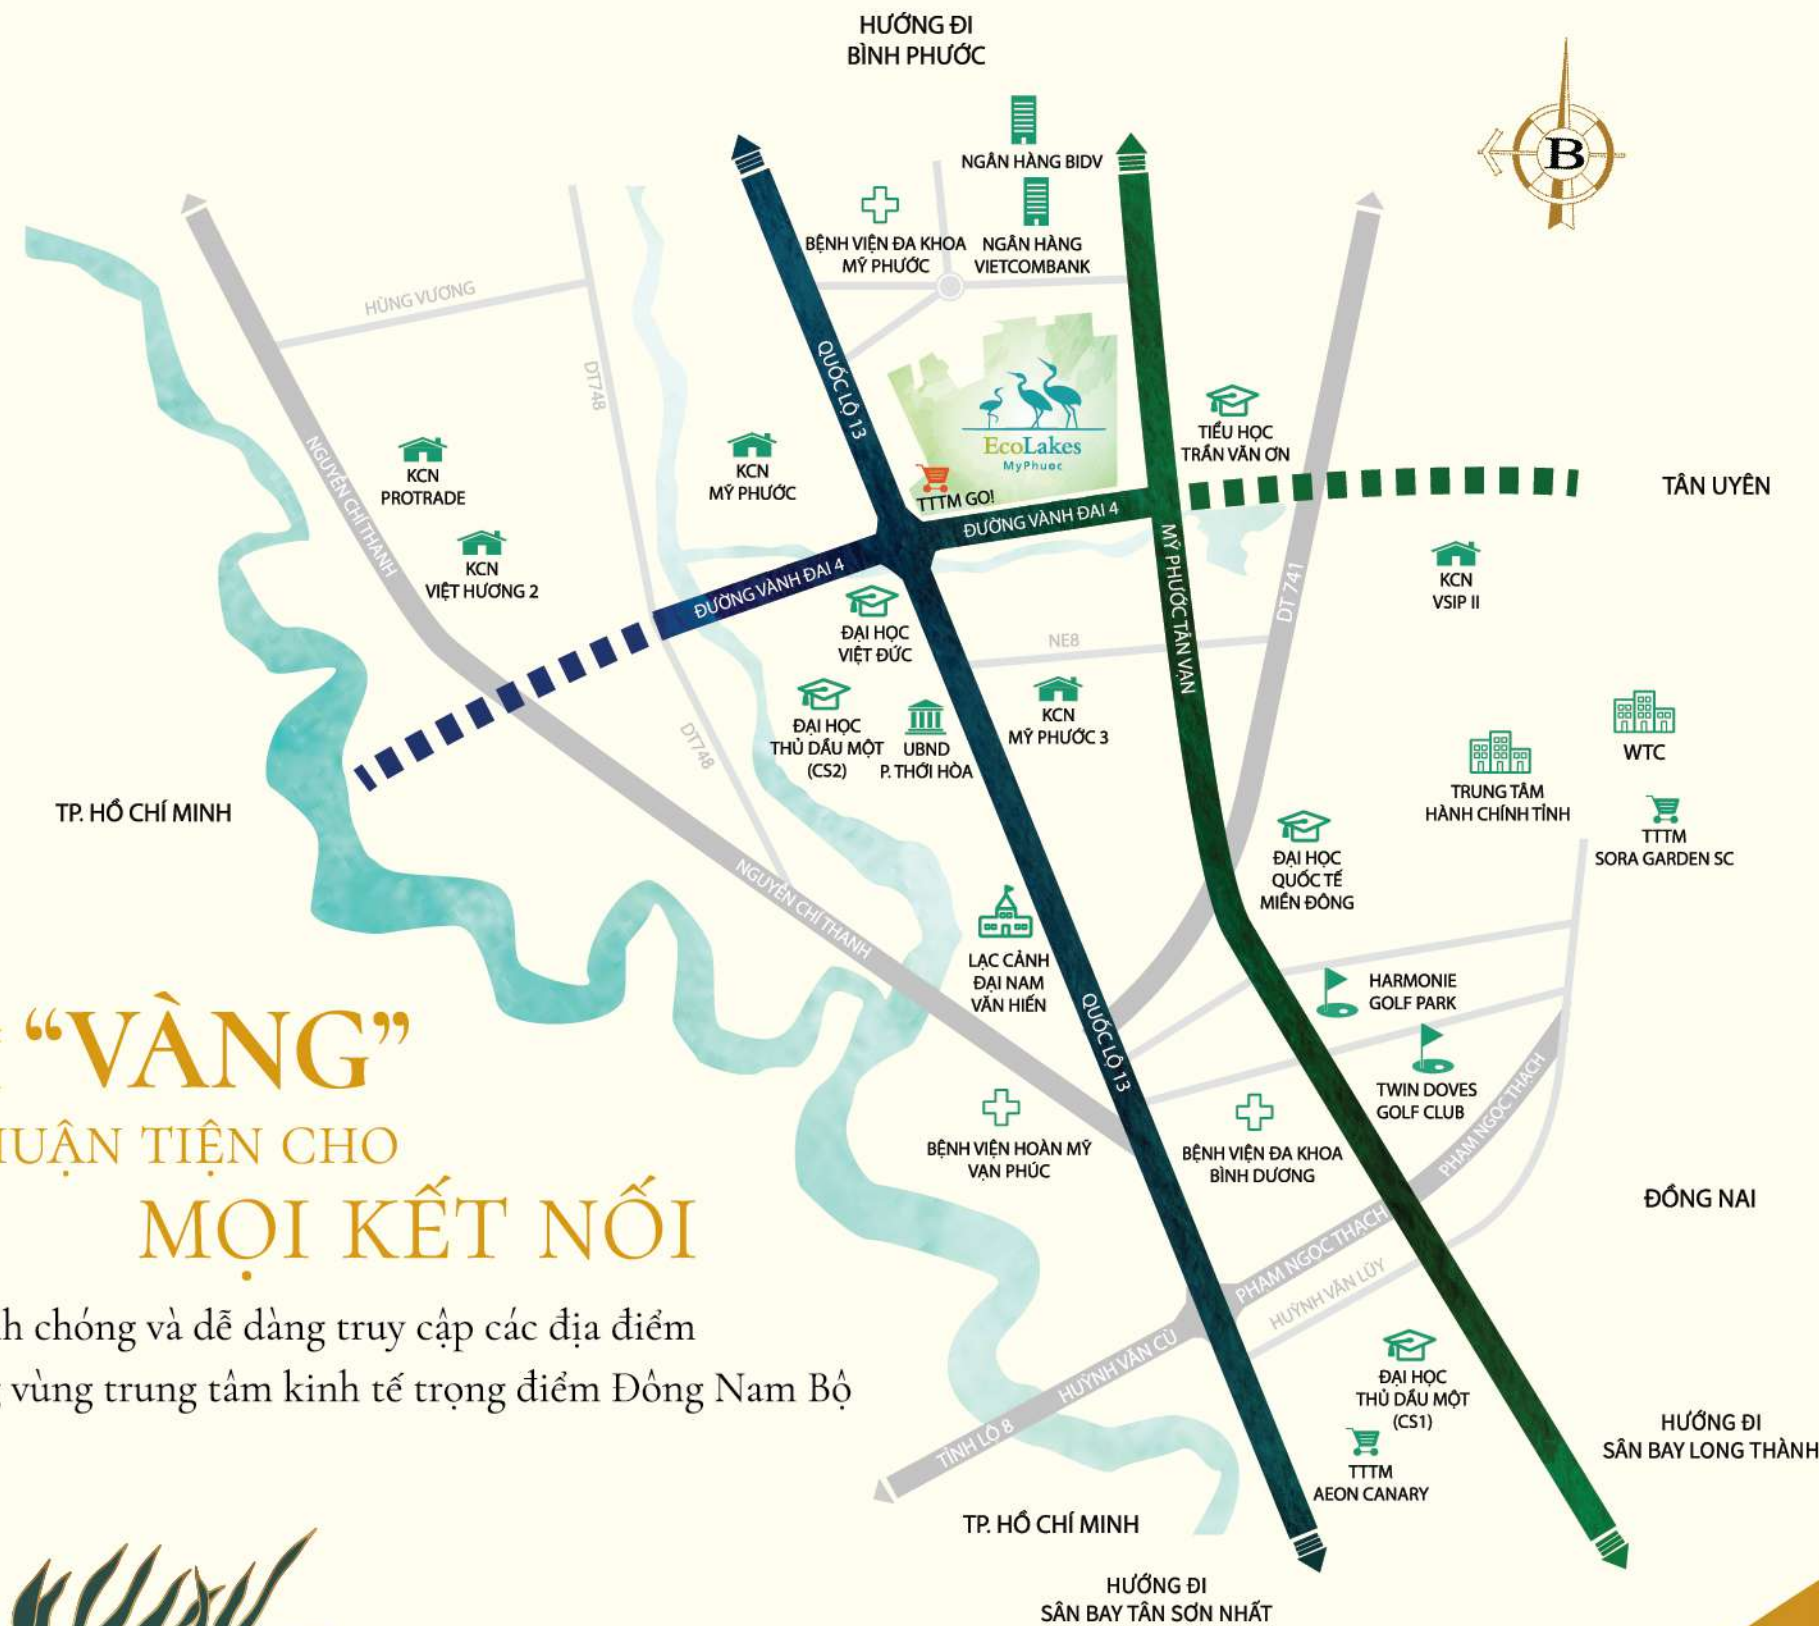 HƯỚNG ĐI
BÌNH PHƯỚC
B
NGÂN HÀNG BIDV
BỆNH VIỆN ĐA KHOA
MỸ PHƯỚC
NGÂN HÀNG
VIETCOMBANK
HÙNG VƯƠNG
QUỐC LỘ 13
DT748
EcoLakes
MyPhuoc
TIỂU HỌC
TRẦN VĂN ƠN
KCN
PROTRADE
KCN
MỸ PHƯỚC
TTTM GO!
TÂN UYÊN
NGUYỄN CHÍ THANH
ĐƯỜNG VÀNH ĐAI 4
KCN
VIỆT HƯƠNG 2
ĐƯỜNG VÀNH ĐAI 4
MỸ PHƯỚC TÂN VẠN
DT 741
KCN
VSIP II
ĐẠI HỌC
VIỆT ĐỨC
NE8
ĐẠI HỌC
THỦ DẦU MỘT
(CS2)
UBND
P. THỚI HÒA
KCN
MỸ PHƯỚC 3
DT748
WTC
TRUNG TÂM
HÀNH CHÍNH TỈNH
TP. HỒ CHÍ MINH
TTTM
SORA GARDEN SC
ĐẠI HỌC
QUỐC TẾ
MIỀN ĐÔNG
NGUYỄN CHÍ THANH
LẠC CẢNH
ĐẠI NAM
VĂN HIẾN
QUỐC LỘ 13
HARMONIE
GOLF PARK
TWIN DOVES
GOLF CLUB
PHẠM NGỌC THẠCH
BỆNH VIỆN HOÀN MỸ
VẠN PHÚC
BỆNH VIỆN ĐA KHOA
BÌNH DƯƠNG
ĐỒNG NAI
PHẠM NGỌC THẠCH
HUỲNH VĂN LŨY
HUỲNH VĂN CÙ
TỈNH LỘ 8
ĐẠI HỌC
THỦ DẦU MỘT
(CS1)
TTTM
AEON CANARY
HƯỚNG ĐI
SÂN BAY LONG THÀNH
TP. HỒ CHÍ MINH
HƯỚNG ĐI
SÂN BAY TÂN SƠN NHẤT
“VÀNG”
TIỆN CHO
MỌI KẾT NỐI
chóng và dễ dàng truy cập các địa điểm
vùng trung tâm kinh tế trọng điểm Đông Nam Bộ